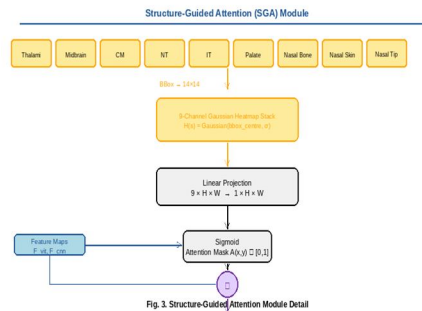 Structure-Guided Attention (SGA) Module
Thalami Midbrain CM NT IT Palate Nasal Bone Nasal Skin Nasal Tip
→ 14×14
9-Channel Gaussian Heatmap Stack
H(x) = Gaussian(bbox_centre, σ)
Linear Projection
9 × H × W → 1 × H × W
Sigmoid
Attention Mask A(x,y) [0,1]
Feature Maps
F_vit, F_cnn
Fig. 3. Structure-Guided Attention Module Detail